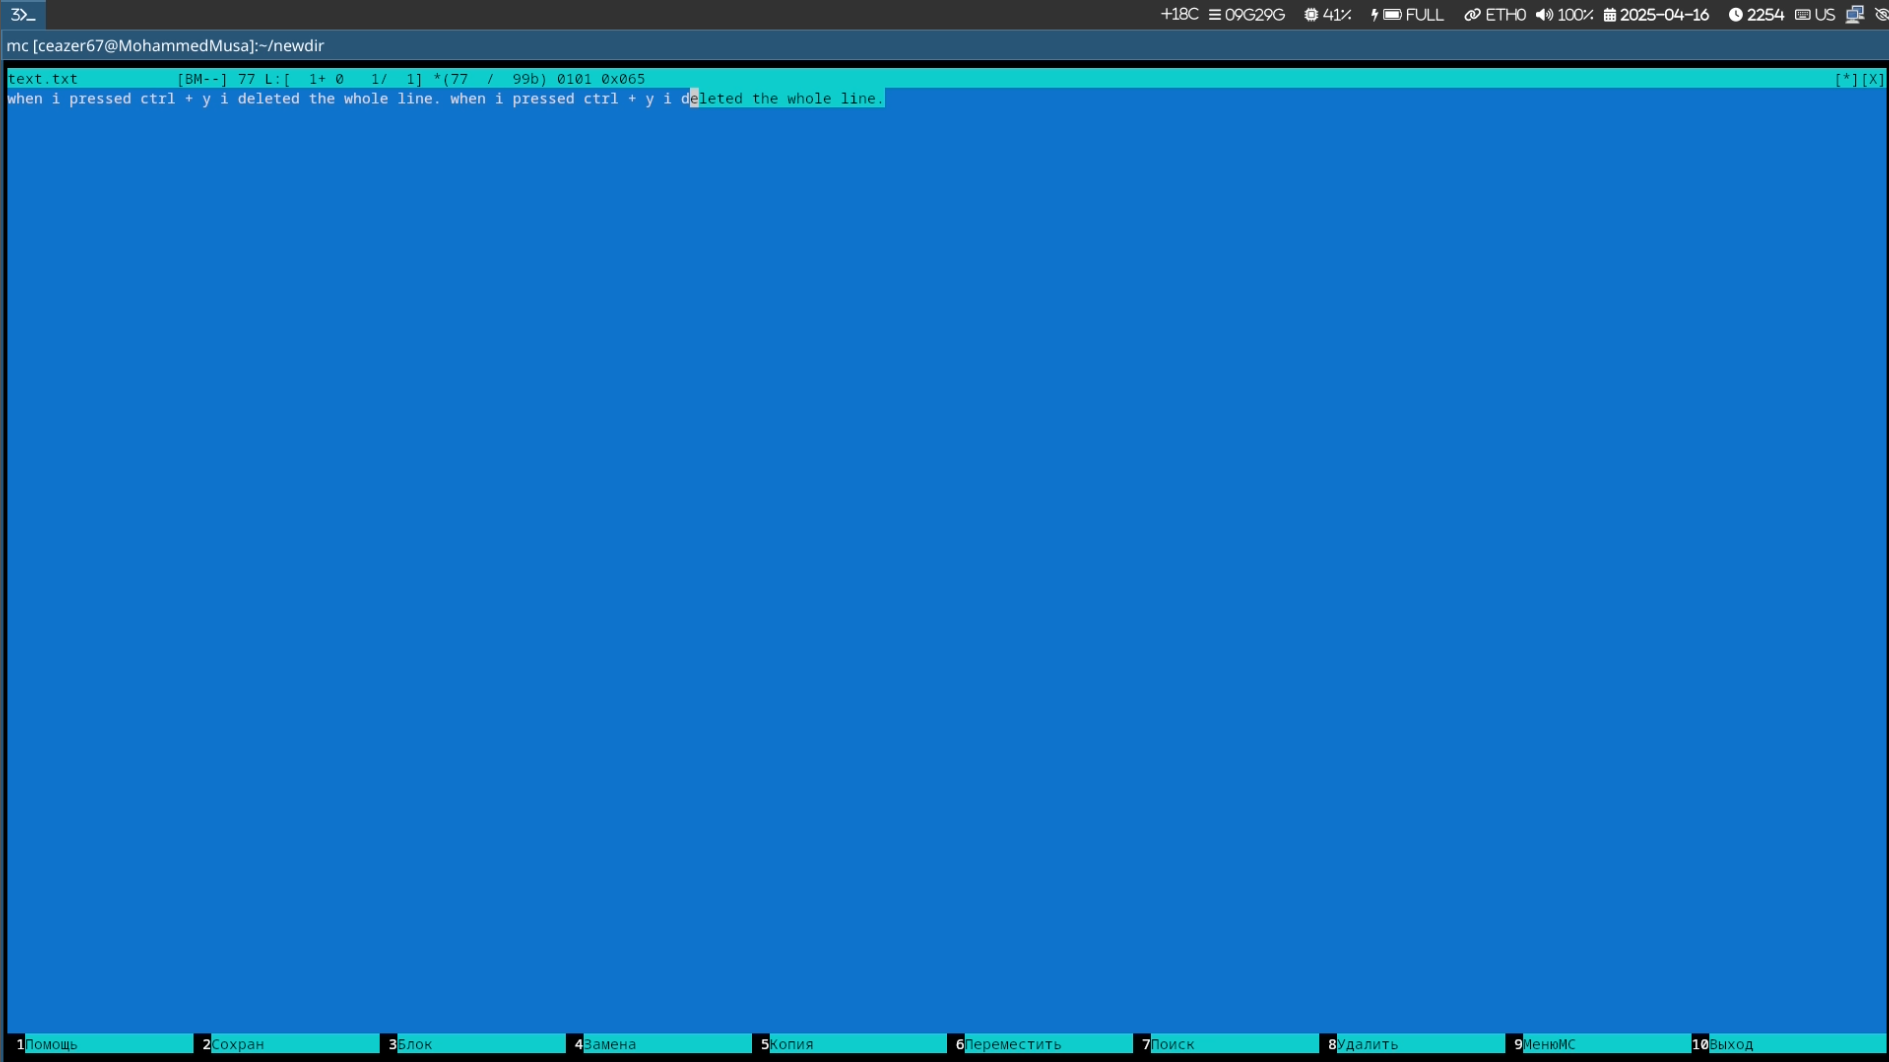 3>_ +18C 09G29G 41% FULL ETH0 100% 2025-04-16 2254 US
mc [ceazer67@MohammedMusa]:~/newdir
text.txt [BM--] 77 L:[ 1+ 0 1/ 1] *(77 / 99b) 0101 0x065 [*][X]
when i pressed ctrl + y i deleted the whole line. when i pressed ctrl + y i deleted the whole line.
1Помощь 2Сохран 3Блок 4Замена 5Копия 6Переместить 7Поиск 8Удалить 9МенюMC 10Выход